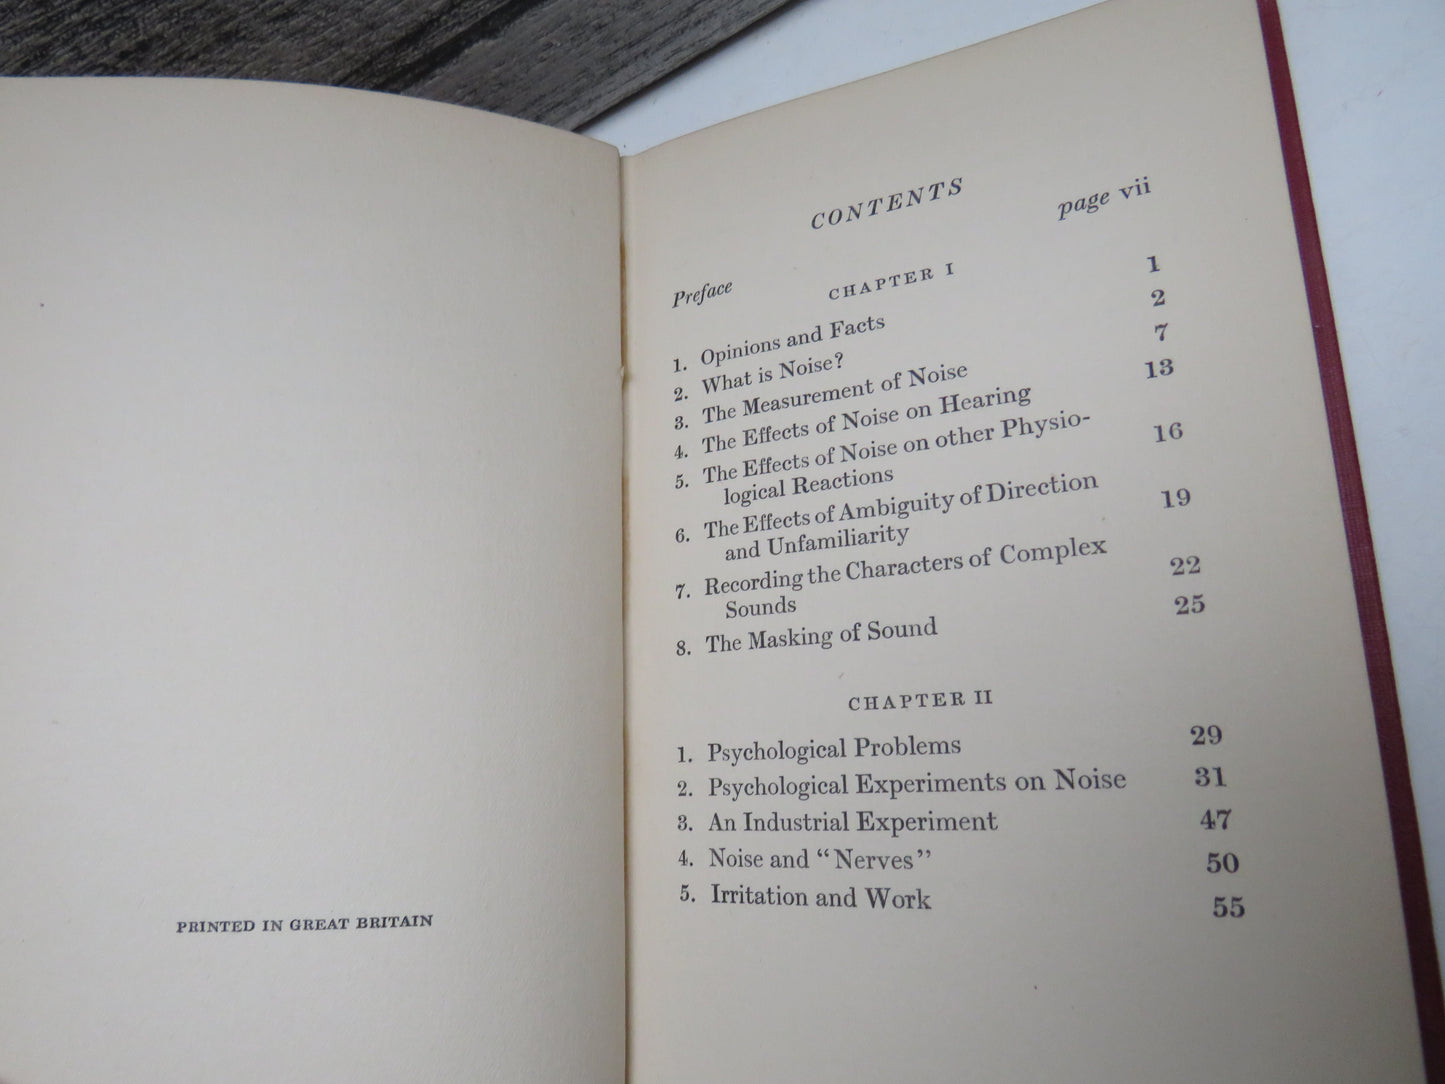 PRINTED IN GREAT BRITAIN
CONTENTS
Preface page vii
CHAPTER I
1. Opinions and Facts 1
2. What is Noise? 2
3. The Measurement of Noise 7
4. The Effects of Noise on Hearing 13
5. The Effects of Noise on other Physio-
logical Reactions 16
6. The Effects of Ambiguity of Direction
and Unfamiliarity 19
7. Recording the Characters of Complex
Sounds 22
8. The Masking of Sound 25
CHAPTER II
1. Psychological Problems 29
2. Psychological Experiments on Noise 31
3. An Industrial Experiment 47
4. Noise and “Nerves” 50
5. Irritation and Work 55